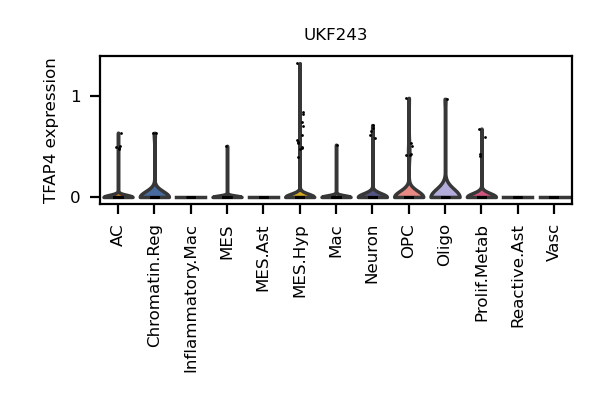 UKF243
TFAP4 expression
1
0
AC
Chromatin.Reg
Inflammatory.Mac
MES
MES.Ast
MES.Hyp
Mac
Neuron
OPC
Oligo
Prolif.Metab
Reactive.Ast
Vasc